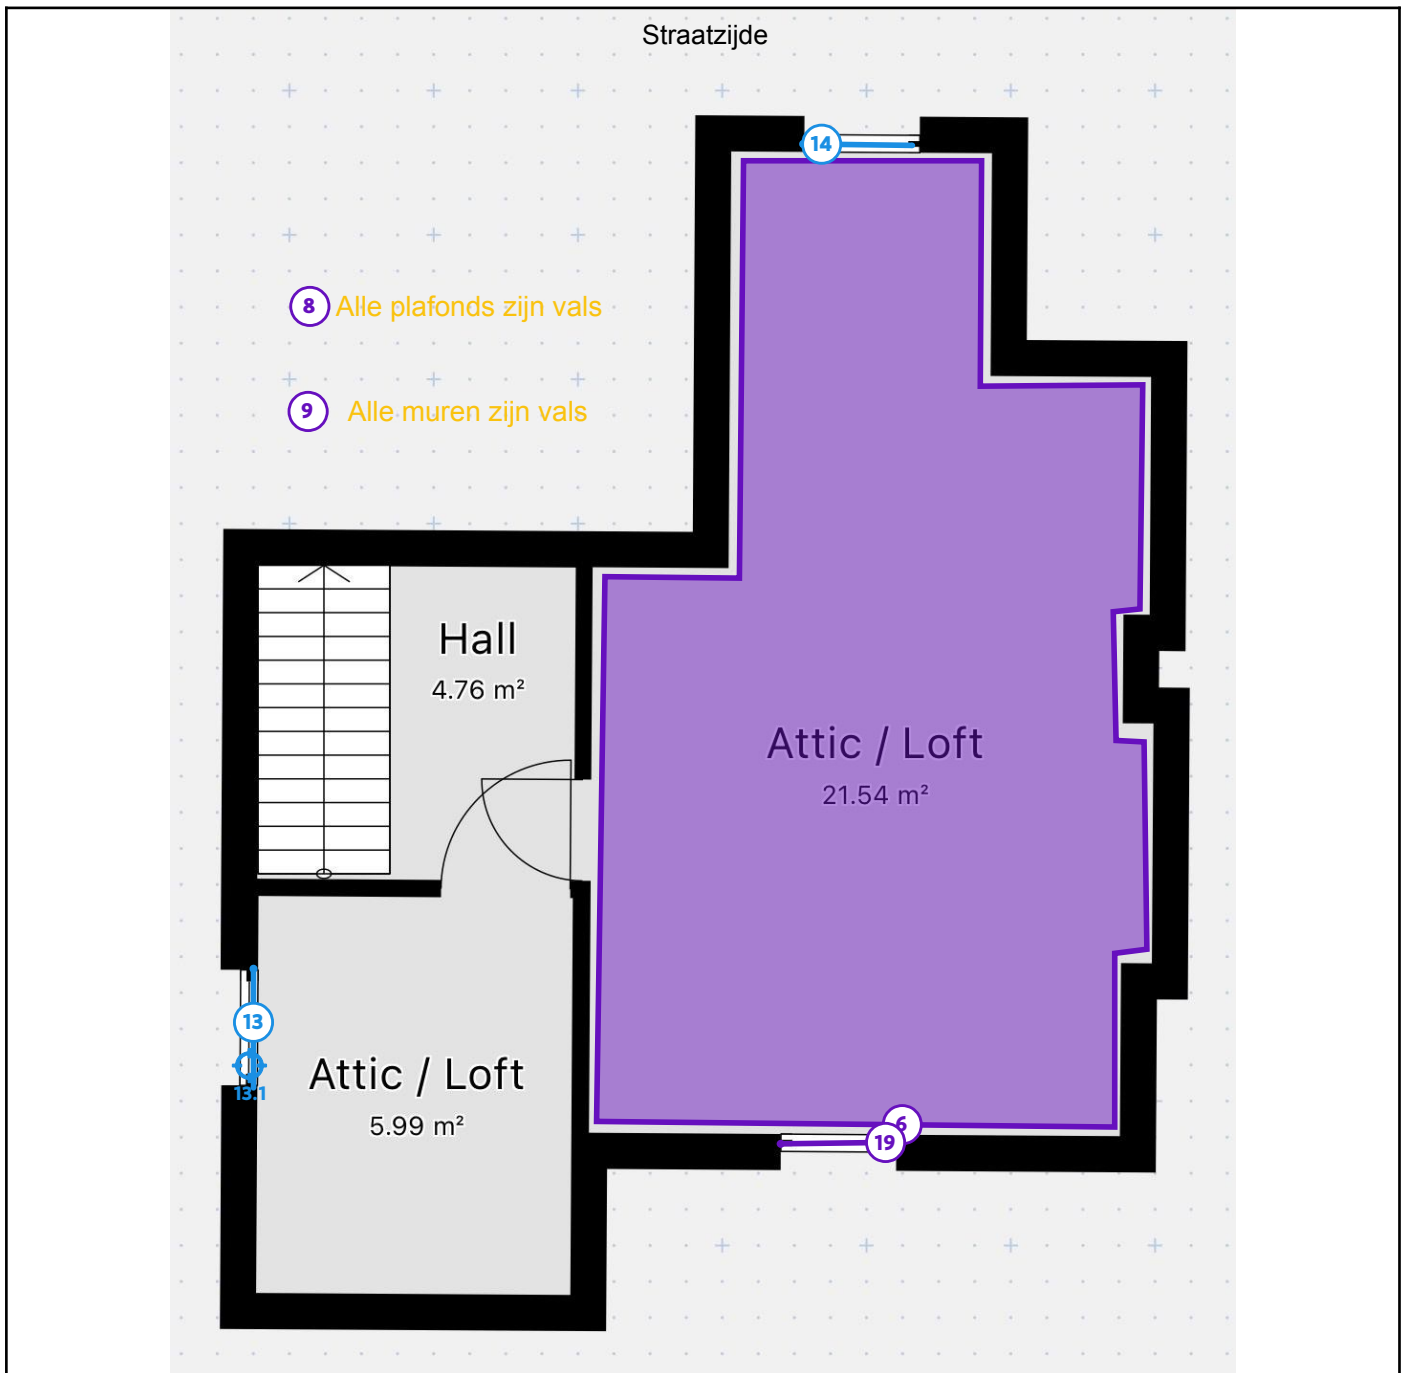 Straatzijde
14
8 Alle plafonds zijn vals
9 Alle muren zijn vals
Hall
4.76 m²
Attic / Loft
21.54 m²
13
13.1
Attic / Loft
5.99 m²
6
19